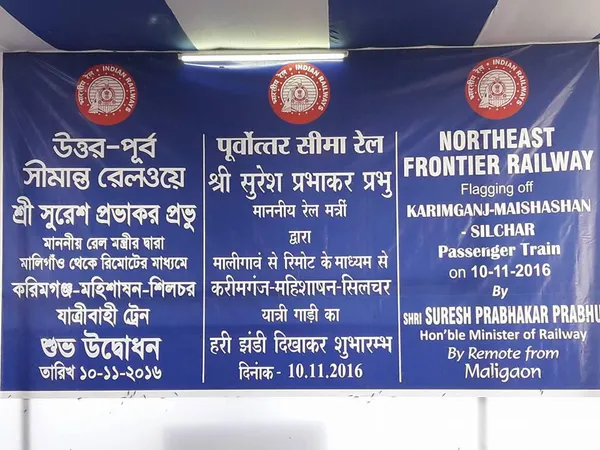 উত্তর-পূর্ব
সীমান্ত রেলওয়ে
শ্রী সুরেশ প্রভাকর প্রভু
মাননীয় রেল মন্ত্রীর দ্বারা
মালিগাঁও থেকে রিমোটের মাধ্যমে
করিমগঞ্জ-মহিশাষন-শিলচর
যাত্রীবাহী ট্রেন
শুভ উদ্বোধন
তারিখ ১০-১১-২০১৬
पूर्वोत्तर सीमा रेल
श्री सुरेश प्रभाकर प्रभु
माननीय रेल मंत्री
द्वारा
मालीगावं से रिमोट के माध्यम से
करीमगंज-महिशाषन-सिलचर
यात्री गाड़ी का
हरी झंडी दिखाकर शुभारम्भ
दिनांक - 10.11.2016
NORTHEAST
FRONTIER RAILWAY
Flagging off
KARIMGANJ-MAISHASHAN
- SILCHAR
Passenger Train
on 10-11-2016
By
SHRI SURESH PRABHAKAR PRABHU
Hon'ble Minister of Railway
By Remote from
Maligaon
भारतीय रेल INDIAN RAILWAYS
भारतीय रेल INDIAN RAILWAYS
भारतीय रेल INDIAN RAILWAYS